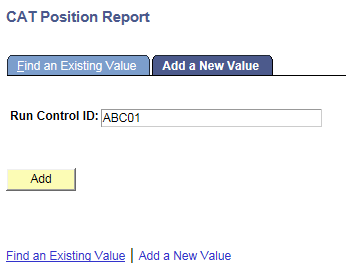 CAT Position Report
Find an Existing Value Add a New Value
Run Control ID: ABC01
Add
Find an Existing Value | Add a New Value